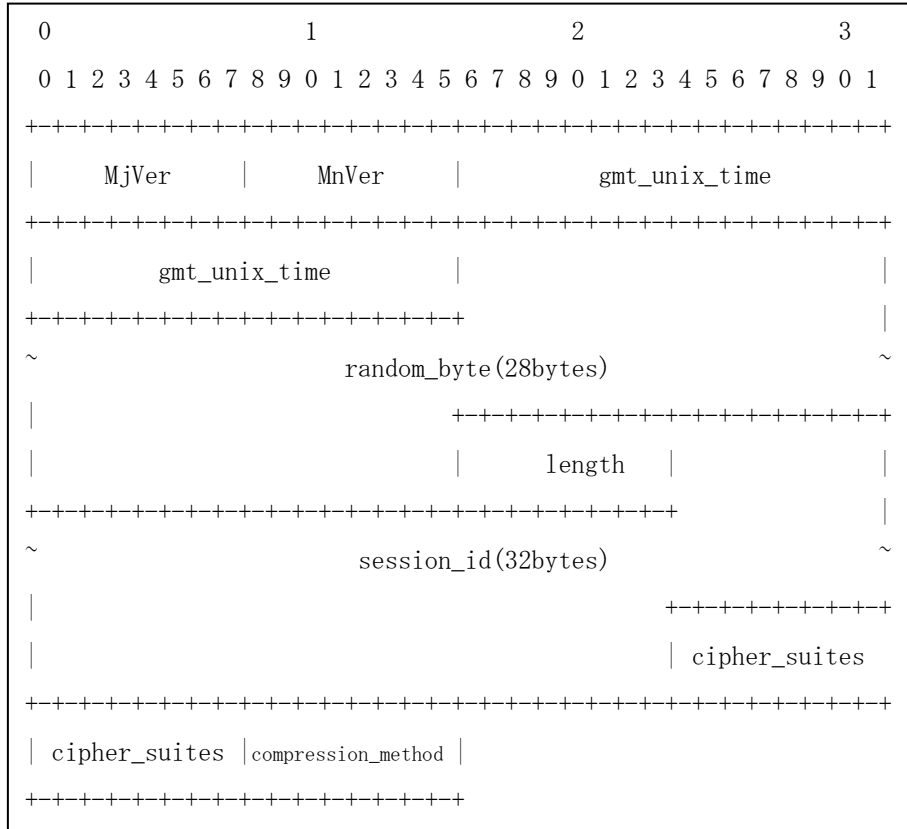 0                   1                   2                   3
0 1 2 3 4 5 6 7 8 9 0 1 2 3 4 5 6 7 8 9 0 1 2 3 4 5 6 7 8 9 0 1
+-+-+-+-+-+-+-+-+-+-+-+-+-+-+-+-+-+-+-+-+-+-+-+-+-+-+-+-+-+-+-+-+
| MjVer | MnVer | gmt_unix_time
+-+-+-+-+-+-+-+-+-+-+-+-+-+-+-+-+-+-+-+-+-+-+-+-+-+-+-+-+-+-+-+-+
| gmt_unix_time | |
+-+-+-+-+-+-+-+-+-+-+-+-+-+-+-+-+ |
~ random_byte(28bytes) ~
| +-+-+-+-+-+-+-+-+-+-+-+-+-+-+-+-+
| | length | |
+-+-+-+-+-+-+-+-+-+-+-+-+-+-+-+-+-+-+-+-+-+-+-+-+ |
~ session_id(32bytes) ~
| +-+-+-+-+-+-+-+-+
| | cipher_suites
+-+-+-+-+-+-+-+-+-+-+-+-+-+-+-+-+-+-+-+-+-+-+-+-+-+-+-+-+-+-+-+-+
| cipher_suites |compression_method |
+-+-+-+-+-+-+-+-+-+-+-+-+-+-+-+-+